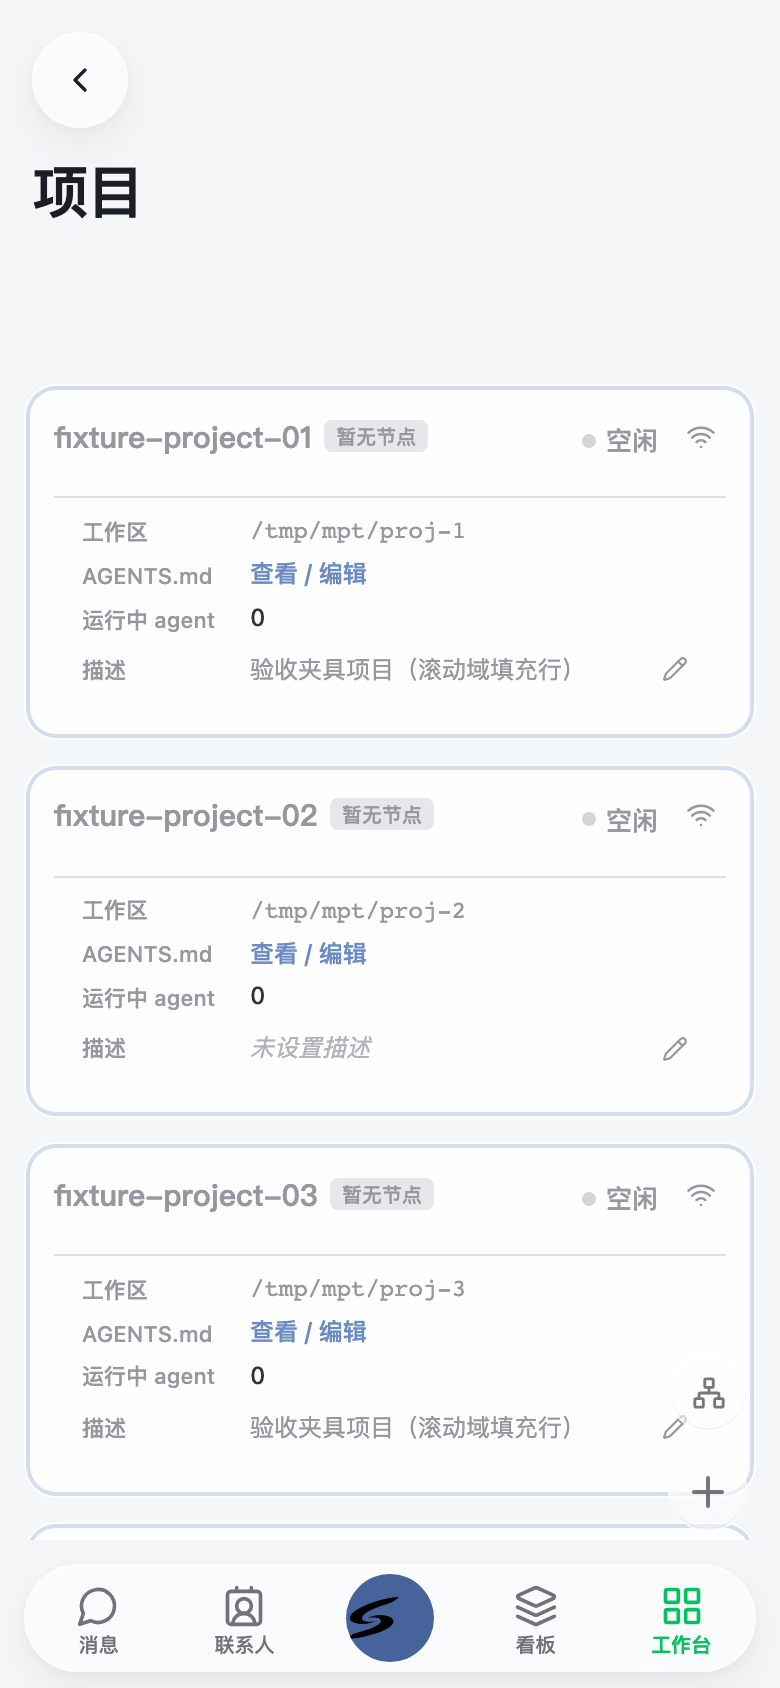 项目
fixture-project-01 暂无节点 空闲
工作区 /tmp/mpt/proj-1
AGENTS.md 查看 / 编辑
运行中 agent 0
描述 验收夹具项目（滚动域填充行）
fixture-project-02 暂无节点 空闲
工作区 /tmp/mpt/proj-2
AGENTS.md 查看 / 编辑
运行中 agent 0
描述 未设置描述
fixture-project-03 暂无节点 空闲
工作区 /tmp/mpt/proj-3
AGENTS.md 查看 / 编辑
运行中 agent 0
描述 验收夹具项目（滚动域填充行）
消息 联系人 看板 工作台